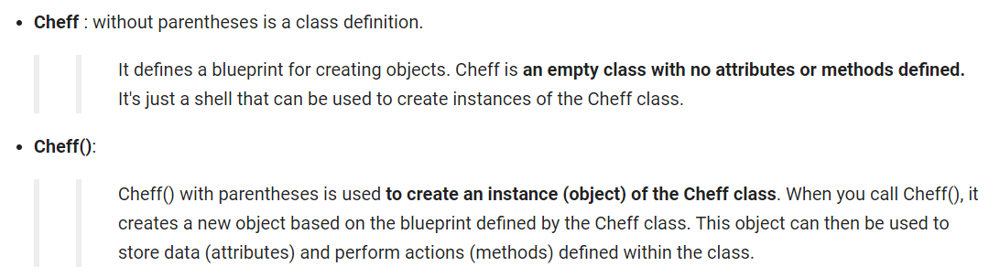 • Cheff : without parentheses is a class definition.
It defines a blueprint for creating objects. Cheff is an empty class with no attributes or methods defined.
It's just a shell that can be used to create instances of the Cheff class.
• Cheff():
Cheff() with parentheses is used to create an instance (object) of the Cheff class. When you call Cheff(), it
creates a new object based on the blueprint defined by the Cheff class. This object can then be used to
store data (attributes) and perform actions (methods) defined within the class.